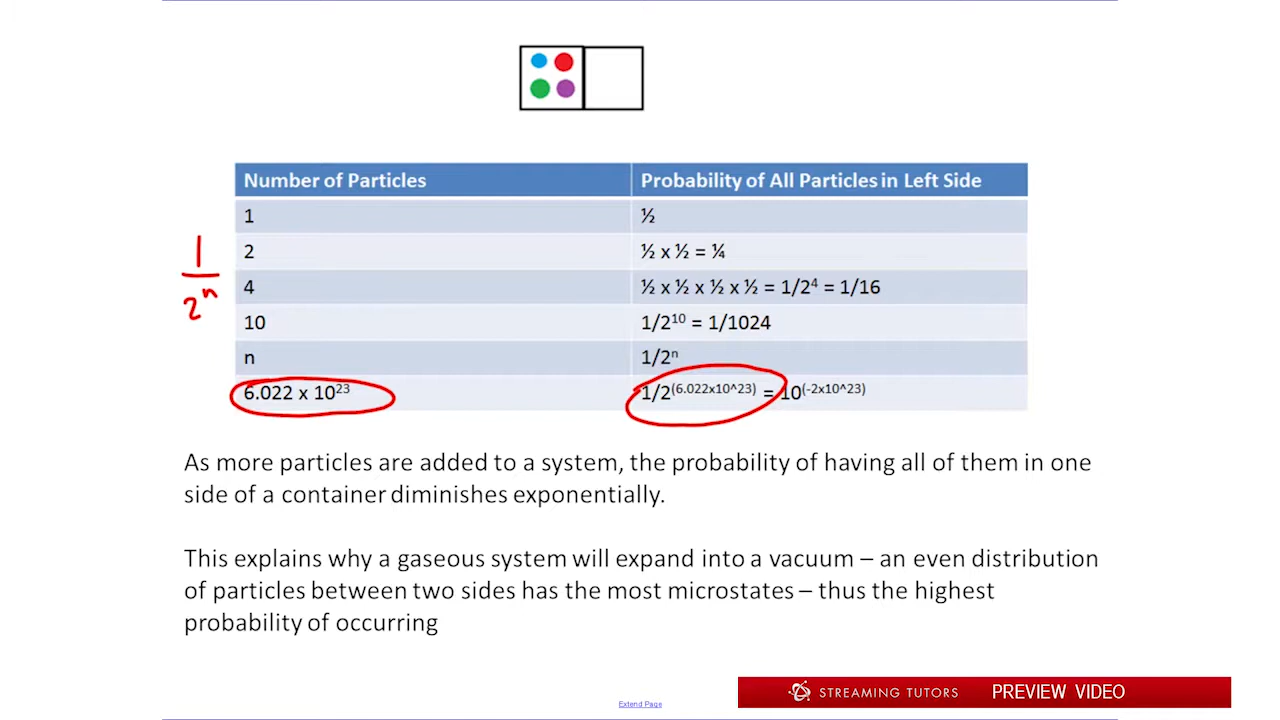 Number of Particles Probability of All Particles in Left Side
1 ½
2 ½ x ½ = ¼
4 ½ x ½ x ½ x ½ = 1/2⁴ = 1/16
10 1/2¹⁰ = 1/1024
n 1/2ⁿ
6.022 x 10²³ 1/2^(6.022x10^23) = 10^(-2x10^23)
1
2ⁿ
As more particles are added to a system, the probability of having all of them in one
side of a container diminishes exponentially.
This explains why a gaseous system will expand into a vacuum – an even distribution
of particles between two sides has the most microstates – thus the highest
probability of occurring
STREAMING TUTORS PREVIEW VIDEO
Extend Page